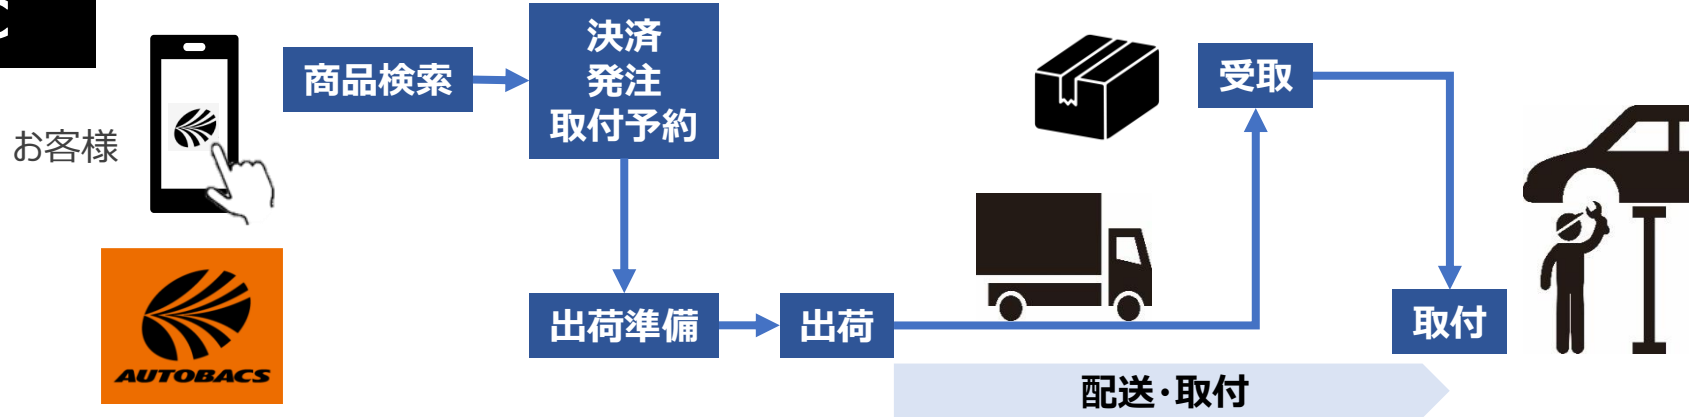 お客様
商品検索
決済
発注
取付予約
受取
出荷準備
出荷
取付
AUTOBACS
配送・取付